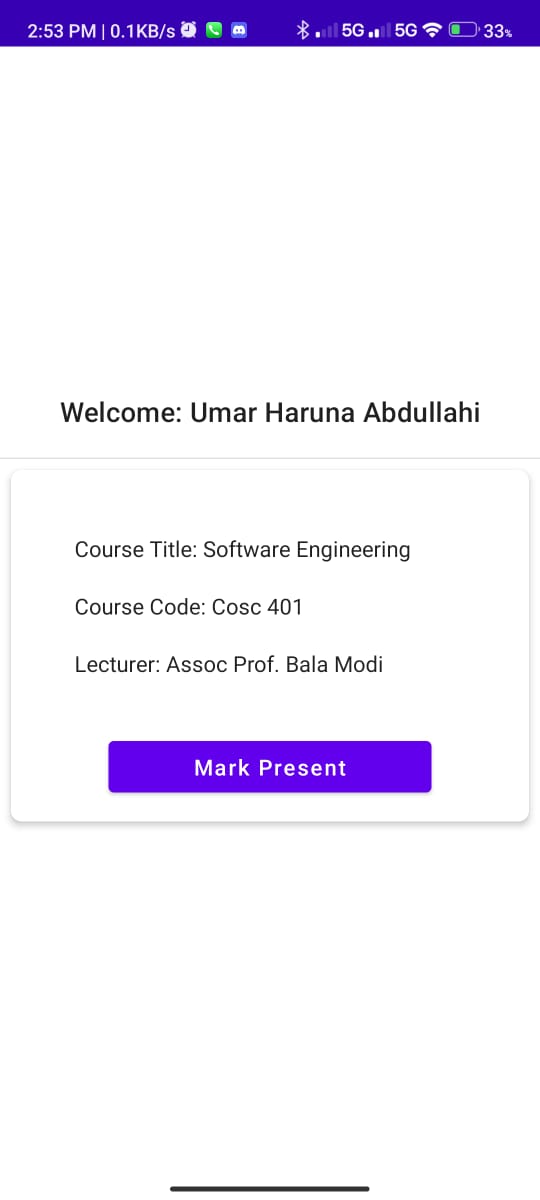 2:53 PM | 0.1KB/s 5G 5G 33%
Welcome: Umar Haruna Abdullahi
Course Title: Software Engineering
Course Code: Cosc 401
Lecturer: Assoc Prof. Bala Modi
Mark Present